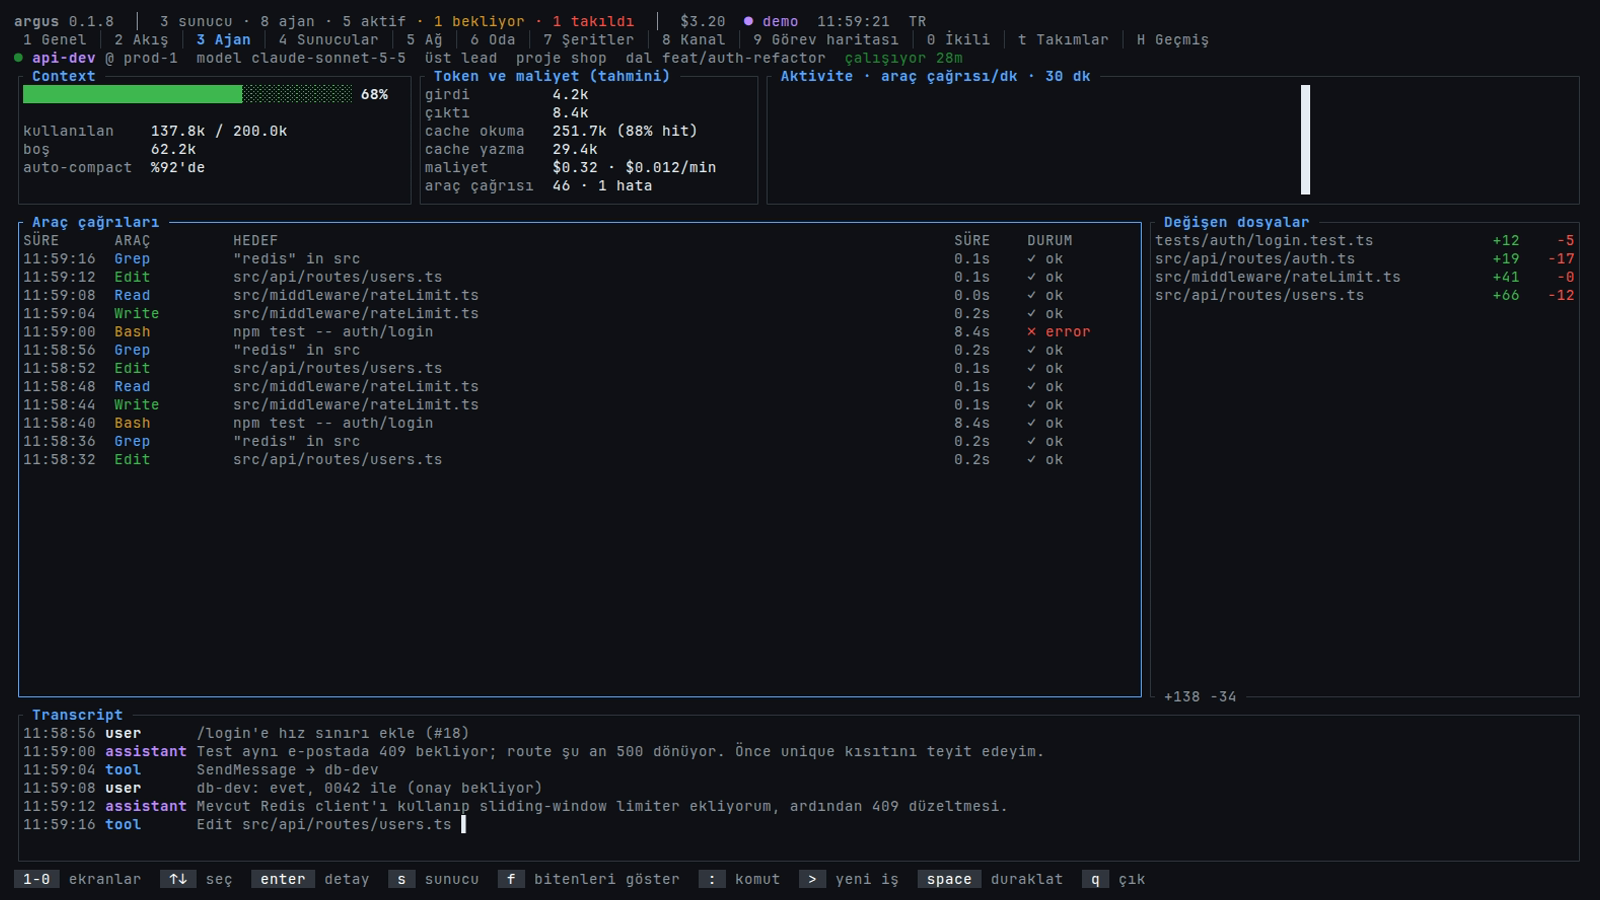 argus 0.1.8 │ 3 sunucu · 8 ajan · 5 aktif · 1 bekliyor · 1 takıldı │ $3.20 ● demo 11:59:21 TR
1 Genel │ 2 Akış │ 3 Ajan │ 4 Sunucular │ 5 Ağ │ 6 Oda │ 7 Şeritler │ 8 Kanal │ 9 Görev haritası │ 0 İkili │ t Takımlar │ H Geçmiş
● api-dev @ prod-1 model claude-sonnet-5-5 üst lead proje shop dal feat/auth-refactor çalışıyor 28m
Context
68%
kullanılan 137.8k / 200.0k
boş 62.2k
auto-compact %92'de
Token ve maliyet (tahmini)
girdi 4.2k
çıktı 8.4k
cache okuma 251.7k (88% hit)
cache yazma 29.4k
maliyet $0.32 · $0.012/min
araç çağrısı 46 · 1 hata
Aktivite · araç çağrısı/dk · 30 dk
Araç çağrıları
SÜRE ARAÇ HEDEF SÜRE DURUM
11:59:16 Grep "redis" in src 0.1s ✓ ok
11:59:12 Edit src/api/routes/users.ts 0.1s ✓ ok
11:59:08 Read src/middleware/rateLimit.ts 0.0s ✓ ok
11:59:04 Write src/middleware/rateLimit.ts 0.2s ✓ ok
11:59:00 Bash npm test -- auth/login 8.4s ✕ error
11:58:56 Grep "redis" in src 0.2s ✓ ok
11:58:52 Edit src/api/routes/users.ts 0.1s ✓ ok
11:58:48 Read src/middleware/rateLimit.ts 0.1s ✓ ok
11:58:44 Write src/middleware/rateLimit.ts 0.1s ✓ ok
11:58:40 Bash npm test -- auth/login 8.4s ✓ ok
11:58:36 Grep "redis" in src 0.2s ✓ ok
11:58:32 Edit src/api/routes/users.ts 0.2s ✓ ok
Değişen dosyalar
tests/auth/login.test.ts +12 -5
src/api/routes/auth.ts +19 -17
src/middleware/rateLimit.ts +41 -0
src/api/routes/users.ts +66 -12
+138 -34
Transcript
11:58:56 user /login'e hız sınırı ekle (#18)
11:59:00 assistant Test aynı e-postada 409 bekliyor; route şu an 500 dönüyor. Önce unique kısıtını teyit edeyim.
11:59:04 tool SendMessage → db-dev
11:59:08 user db-dev: evet, 0042 ile (onay bekliyor)
11:59:12 assistant Mevcut Redis client'ı kullanıp sliding-window limiter ekliyorum, ardından 409 düzeltmesi.
11:59:16 tool Edit src/api/routes/users.ts
1-0 ekranlar ↑↓ seç enter detay s sunucu f bitenleri göster : komut > yeni iş space duraklat q çık